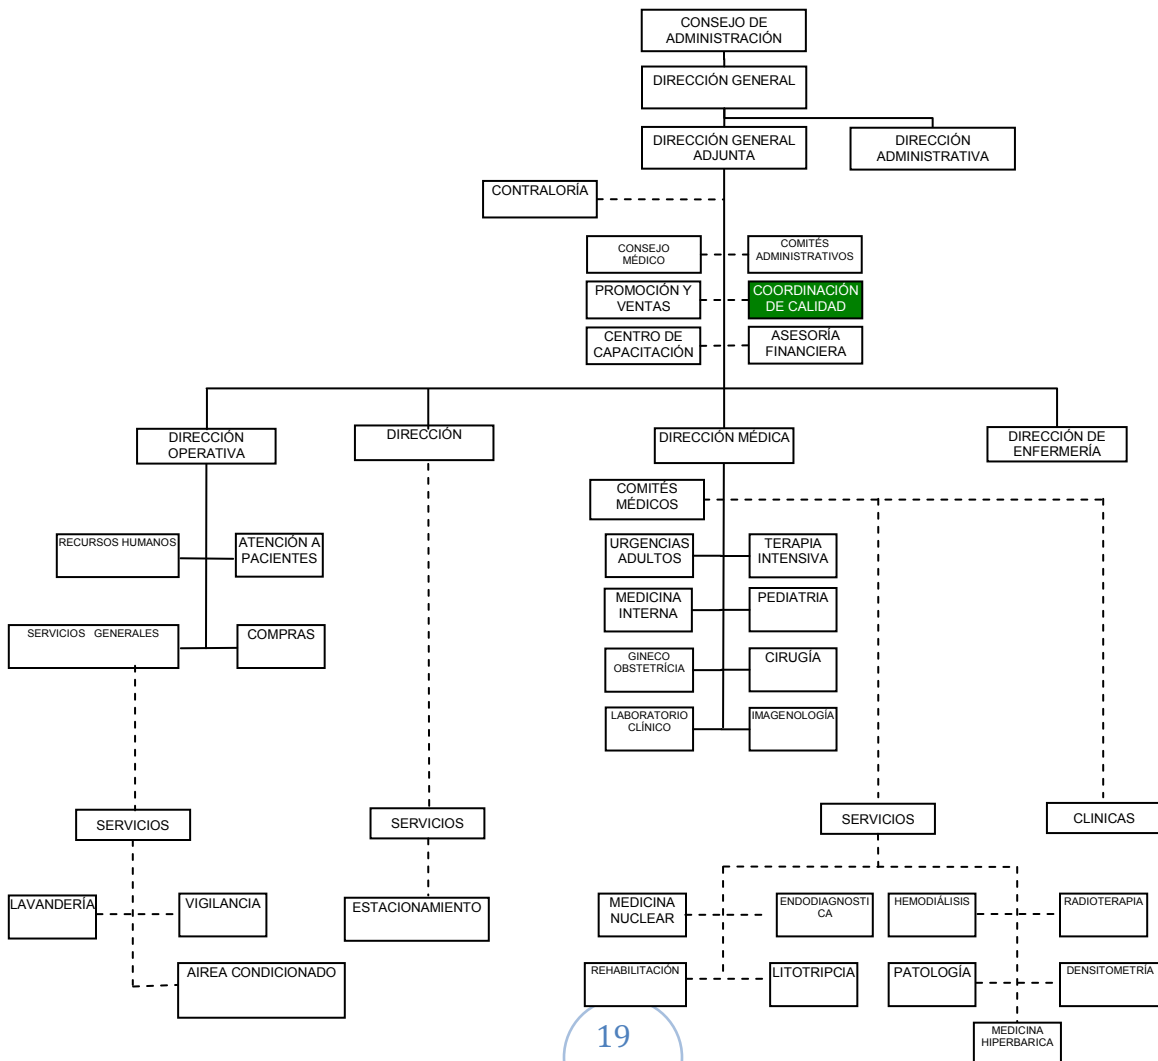 CONSEJO DE
ADMINISTRACIÓN
DIRECCIÓN GENERAL
DIRECCIÓN GENERAL
ADJUNTA
DIRECCIÓN
ADMINISTRATIVA
CONTRALORÍA
CONSEJO
MÉDICO
COMITÉS
ADMINISTRATIVOS
PROMOCIÓN Y
VENTAS
COORDINACIÓN
DE CALIDAD
CENTRO DE
CAPACITACIÓN
ASESORÍA
FINANCIERA
DIRECCIÓN
OPERATIVA
DIRECCIÓN
DIRECCIÓN MÉDICA
DIRECCIÓN DE
ENFERMERÍA
COMITÉS
MÉDICOS
RECURSOS HUMANOS
ATENCIÓN A
PACIENTES
URGENCIAS
ADULTOS
TERAPIA
INTENSIVA
MEDICINA
INTERNA
PEDIATRIA
SERVICIOS GENERALES
COMPRAS
GINECO
OBSTETRÍCIA
CIRUGÍA
LABORATORIO
CLÍNICO
IMAGENOLOGÍA
SERVICIOS
SERVICIOS
SERVICIOS
CLINICAS
LAVANDERÍA
VIGILANCIA
ESTACIONAMIENTO
MEDICINA
NUCLEAR
ENDODIAGNOSTI
CA
HEMODIÁLISIS
RADIOTERAPIA
AIREA CONDICIONADO
REHABILITACIÓN
LITOTRIPCIA
PATOLOGÍA
DENSITOMETRÍA
MEDICINA
HIPERBARICA
19